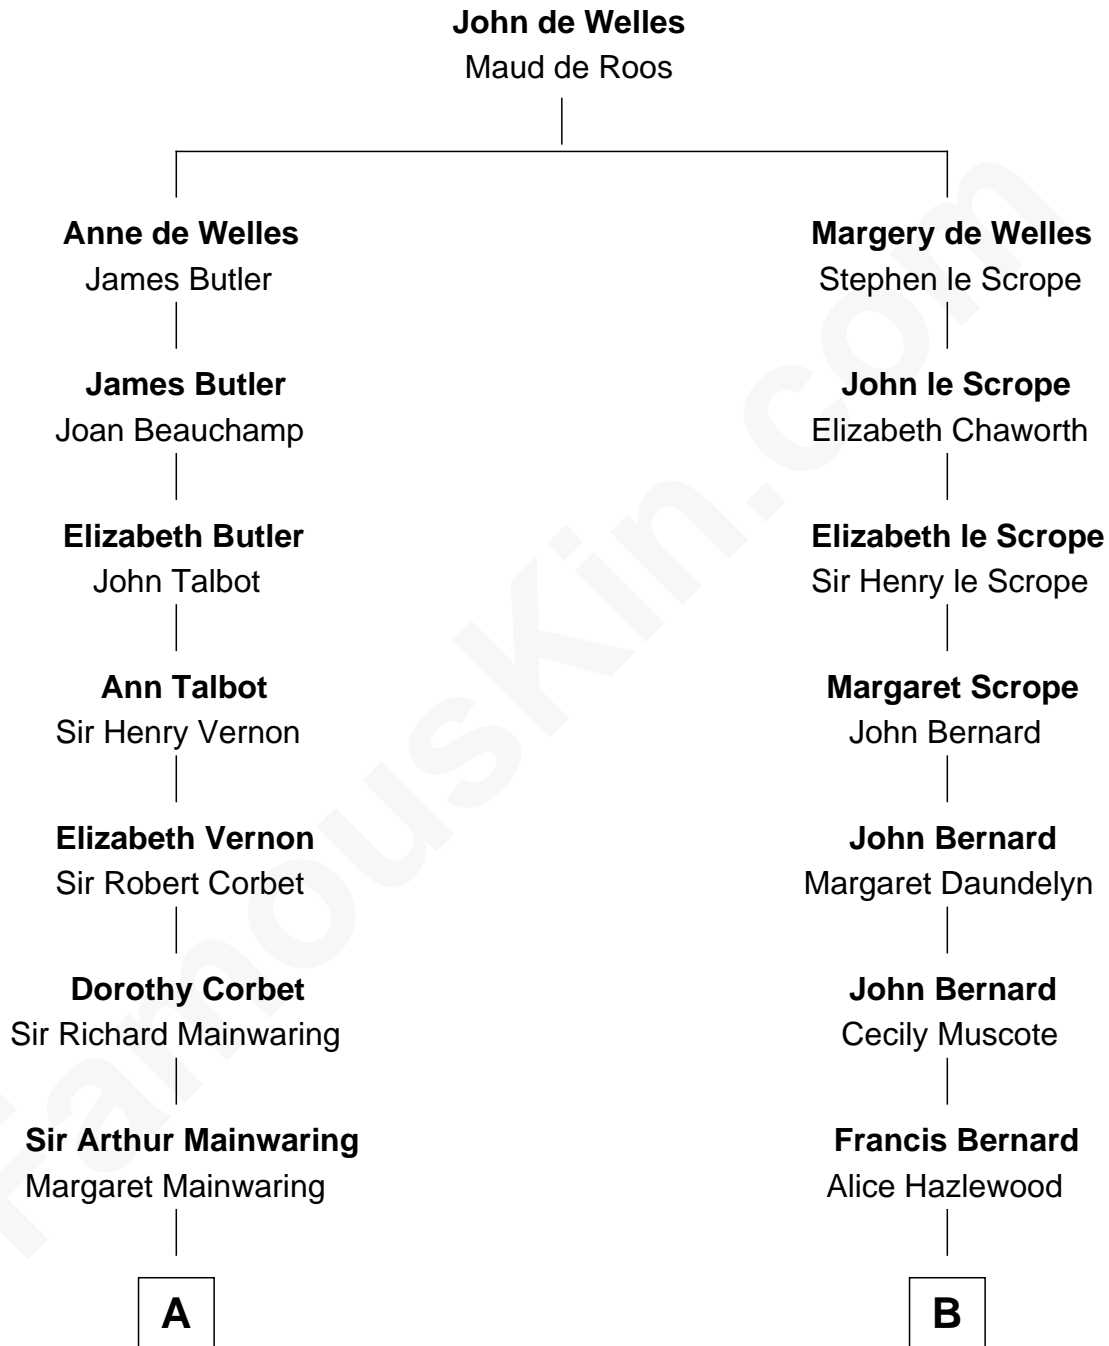 John de Welles
Maud de Roos
Anne de Welles
James Butler
Margery de Welles
Stephen le Scrope
James Butler
Joan Beauchamp
John le Scrope
Elizabeth Chaworth
Elizabeth Butler
John Talbot
Elizabeth le Scrope
Sir Henry le Scrope
Ann Talbot
Sir Henry Vernon
Margaret Scrope
John Bernard
Elizabeth Vernon
Sir Robert Corbet
John Bernard
Margaret Daundelyn
Dorothy Corbet
Sir Richard Mainwaring
John Bernard
Cecily Muscote
Sir Arthur Mainwaring
Margaret Mainwaring
Francis Bernard
Alice Hazlewood
A
B
FamousKin.com